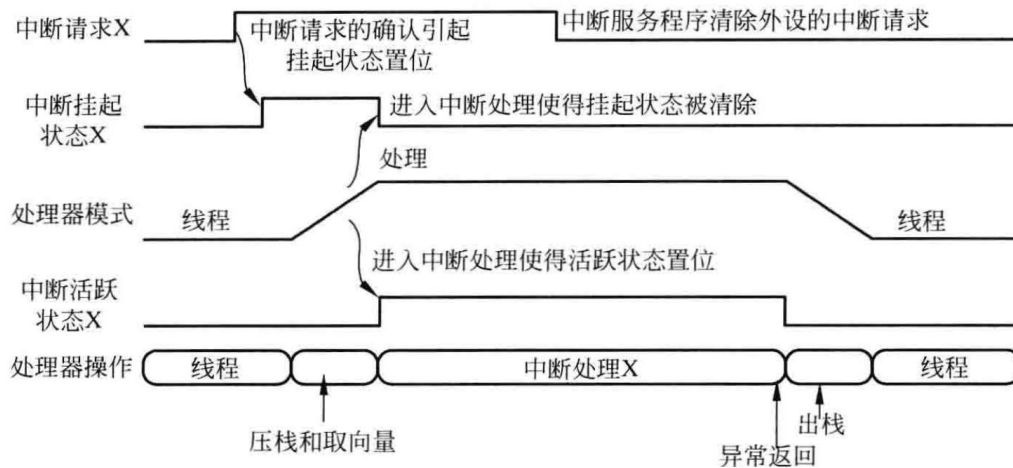 中断请求X
中断请求的确认引起
挂起状态置位
中断服务程序清除外设的中断请求
中断挂起
状态X
进入中断处理使得挂起状态被清除
处理
处理器模式
线程
线程
进入中断处理使得活跃状态置位
中断活跃
状态X
处理器操作
线程
中断处理X
线程
压栈和取向量
出栈
异常返回